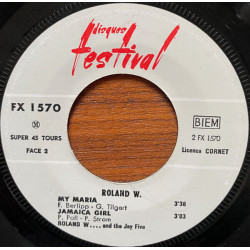 disques
festival
FX 1570
BIEM
M
SUPER 45 TOURS
FACE 2
2 FX 1570
Licence CORNET
ROLAND W.
MY MARIA 3'38
F. Berlipp - G. Tilgert
JAMAICA GIRL 3'03
P. Pall - P. Strom
ROLAND W.... and the Joy Five